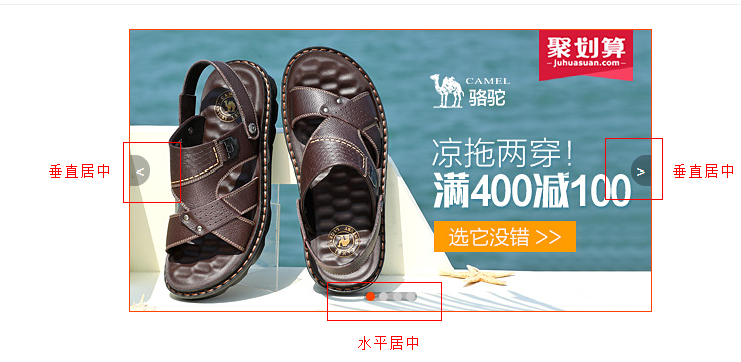 聚划算
juhuasuan.com
CAMEL
骆驼
凉拖两穿!
满400减100
选它没错 >>
垂直居中
<
>
垂直居中
水平居中